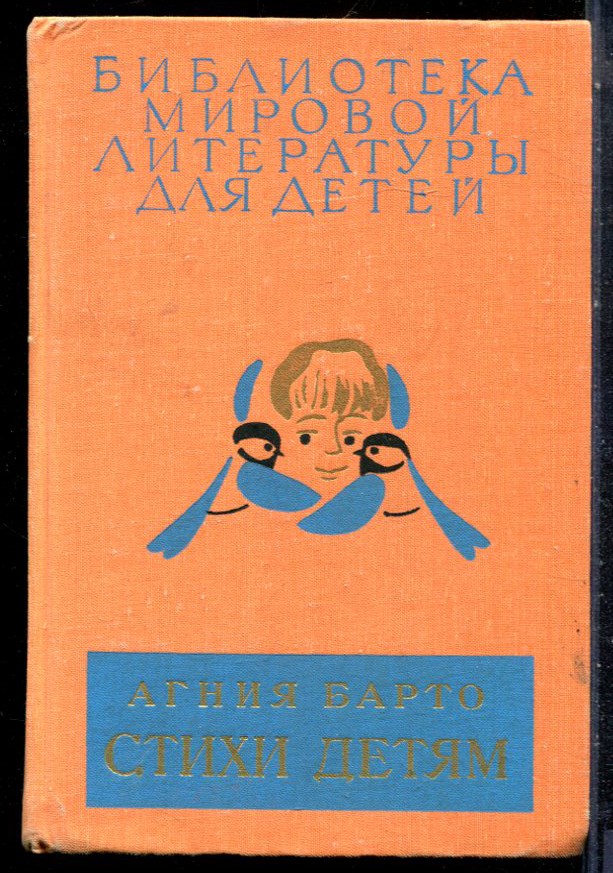 БИБЛИОТЕКА
МИРОВОЙ
ЛИТЕРАТУРЫ
ДЛЯ ДЕТЕЙ
АГНИЯ БАРТО
СТИХИ ДЕТЯМ